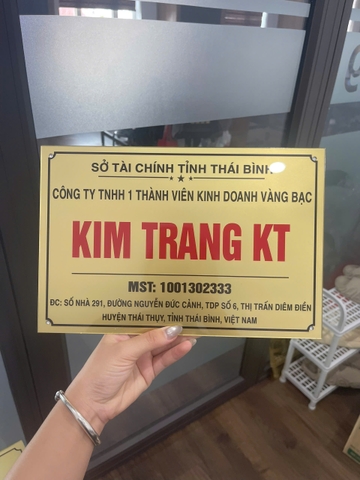 SỞ TÀI CHÍNH TỈNH THÁI BÌNH
CÔNG TY TNHH 1 THÀNH VIÊN KINH DOANH VÀNG BẠC
KIM TRANG KT
MST: 1001302333
ĐC: SỐ NHÀ 291, ĐƯỜNG NGUYỄN ĐỨC CẢNH, TDP SỐ 6, THỊ TRẤN DIÊM ĐIỀN
HUYỆN THÁI THỤY, TỈNH THÁI BÌNH, VIỆT NAM